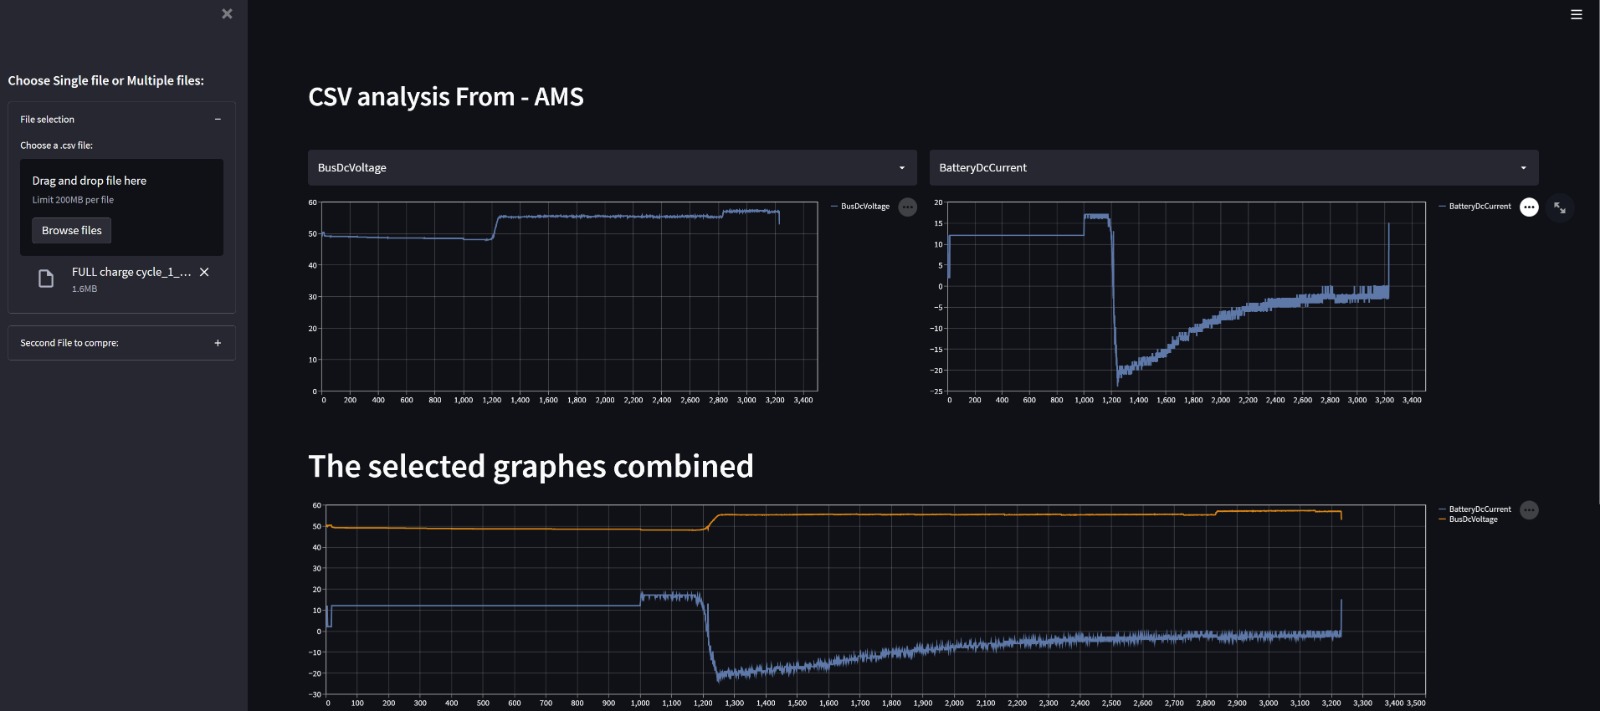 Choose Single file or Multiple files:
File selection
Choose a .csv file:
Drag and drop file here
Limit 200MB per file
Browse files
FULL charge cycle_1_...
1.6MB
Seccond File to compre:
CSV analysis From - AMS
BusDcVoltage
BatteryDcCurrent
60
50
40
30
20
10
0
0 200 400 600 800 1,000 1,200 1,400 1,600 1,800 2,000 2,200 2,400 2,600 2,800 3,000 3,200 3,400
BusDcVoltage
20
15
10
5
0
−5
−10
−15
−20
−25
0 200 400 600 800 1,000 1,200 1,400 1,600 1,800 2,000 2,200 2,400 2,600 2,800 3,000 3,200 3,400
BatteryDcCurrent
The selected graphes combined
60
50
40
30
20
10
0
−10
−20
−30
0 100 200 300 400 500 600 700 800 900 1,000 1,100 1,200 1,300 1,400 1,500 1,600 1,700 1,800 1,900 2,000 2,100 2,200 2,300 2,400 2,500 2,600 2,700 2,800 2,900 3,000 3,100 3,200 3,300 3,400 3,500
BatteryDcCurrent
BusDcVoltage